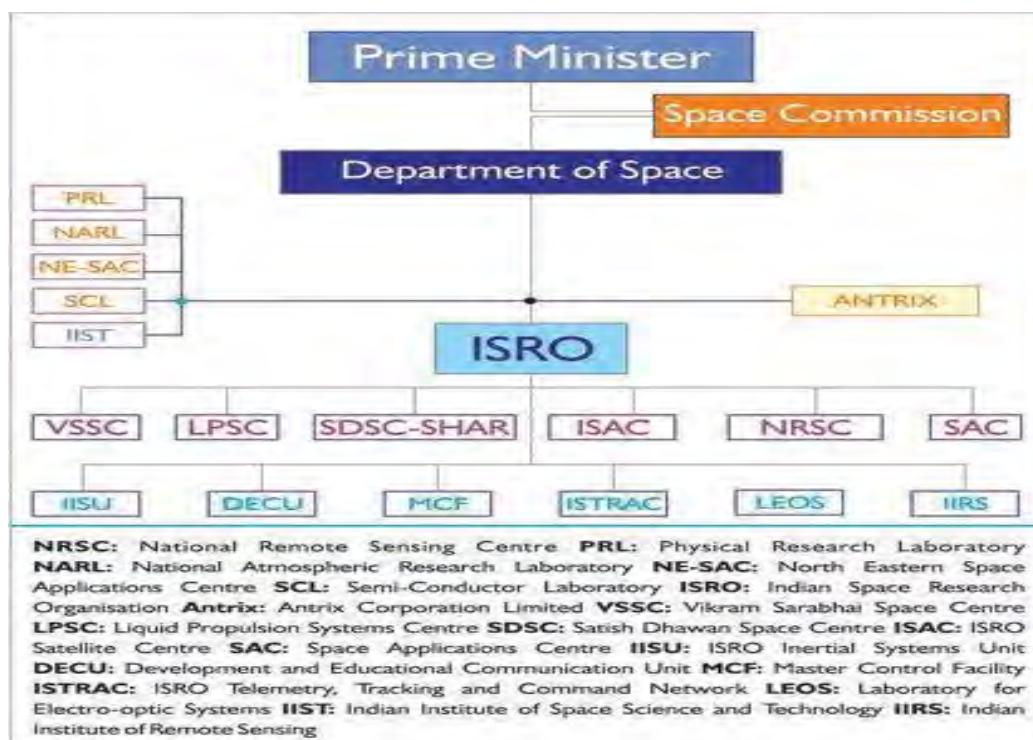 Prime Minister
Space Commission
Department of Space
PRL
NARL
NE-SAC
SCL
IIST
ANTRIX
ISRO
VSSC LPSC SDSC-SHAR ISAC NRSC SAC
IISU DECU MCF ISTRAC LEOS IIRS
NRSC: National Remote Sensing Centre PRL: Physical Research Laboratory
NARL: National Atmospheric Research Laboratory NE-SAC: North Eastern Space
Applications Centre SCL: Semi-Conductor Laboratory ISRO: Indian Space Research
Organisation Antrix: Antrix Corporation Limited VSSC: Vikram Sarabhai Space Centre
LPSC: Liquid Propulsion Systems Centre SDSC: Satish Dhawan Space Centre ISAC: ISRO
Satellite Centre SAC: Space Applications Centre IISU: ISRO Inertial Systems Unit
DECU: Development and Educational Communication Unit MCF: Master Control Facility
ISTRAC: ISRO Telemetry, Tracking and Command Network LEOS: Laboratory for
Electro-optic Systems IIST: Indian Institute of Space Science and Technology IIRS: Indian
Institute of Remote Sensing